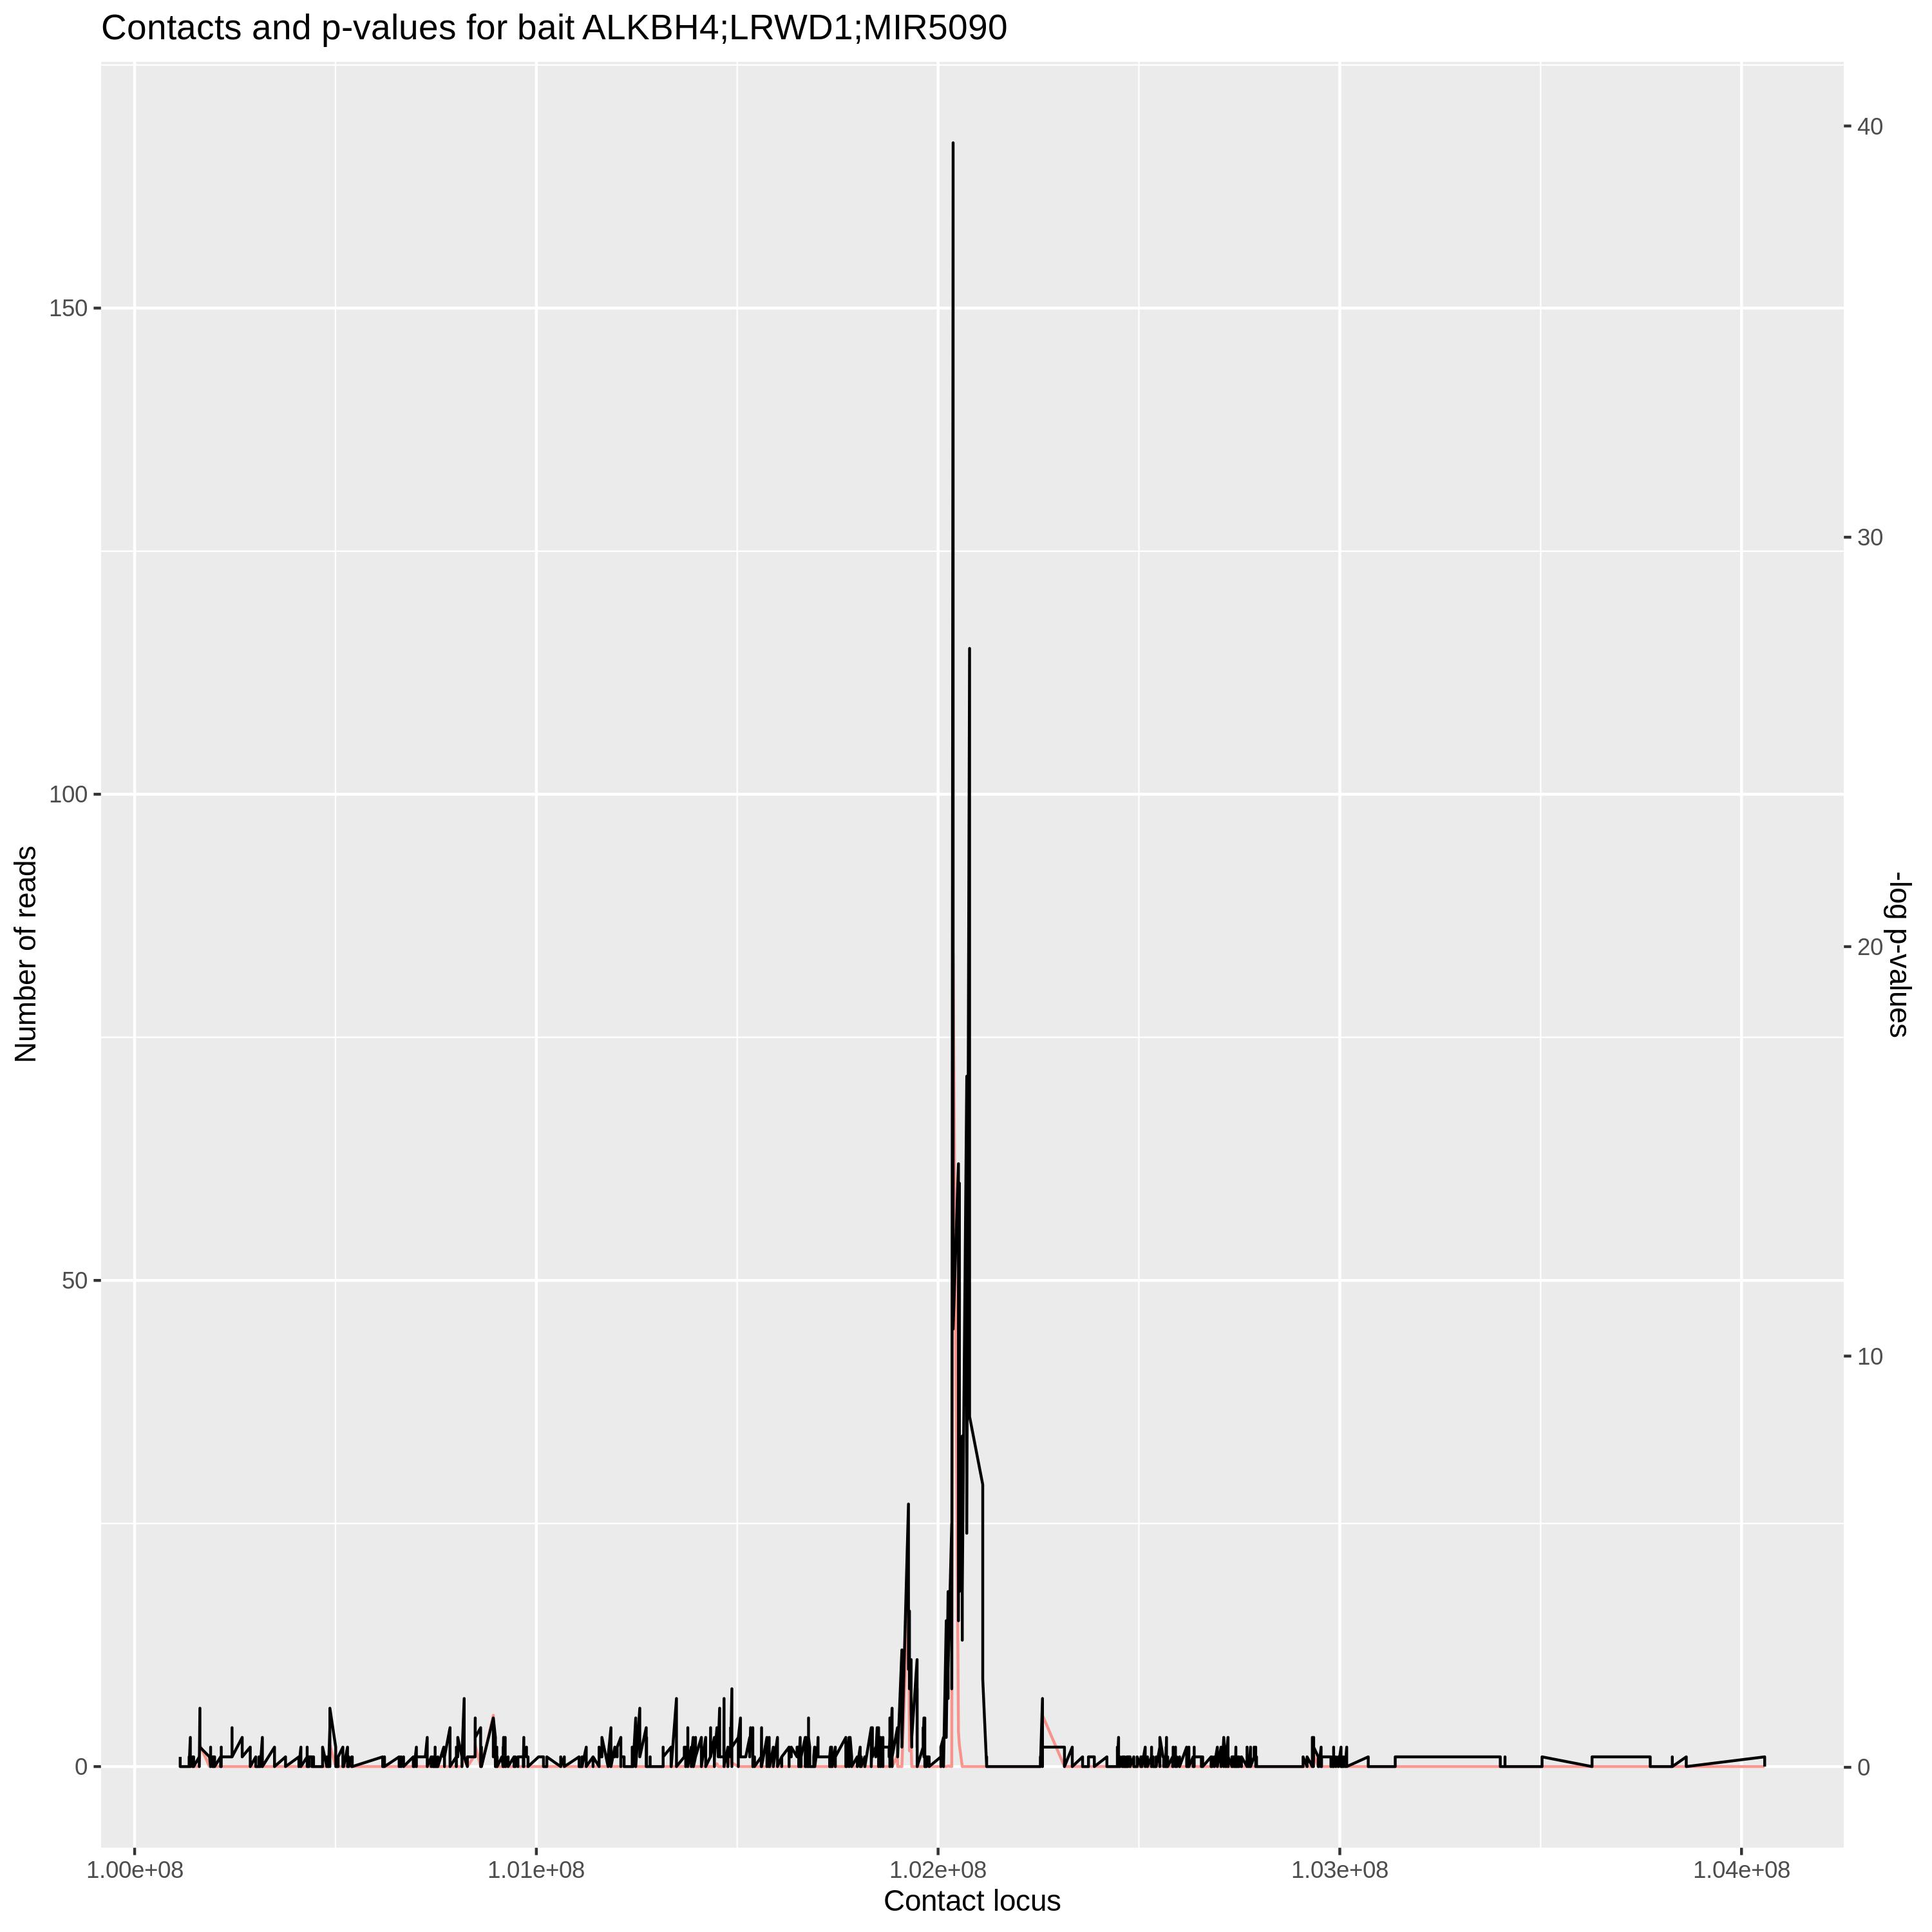 Contacts and p-values for bait ALKBH4;LRWD1;MIR5090
Number of reads
150
100
50
0
40
30
20
10
0
-log p-values
1.00e+08 1.01e+08 1.02e+08 1.03e+08 1.04e+08
Contact locus